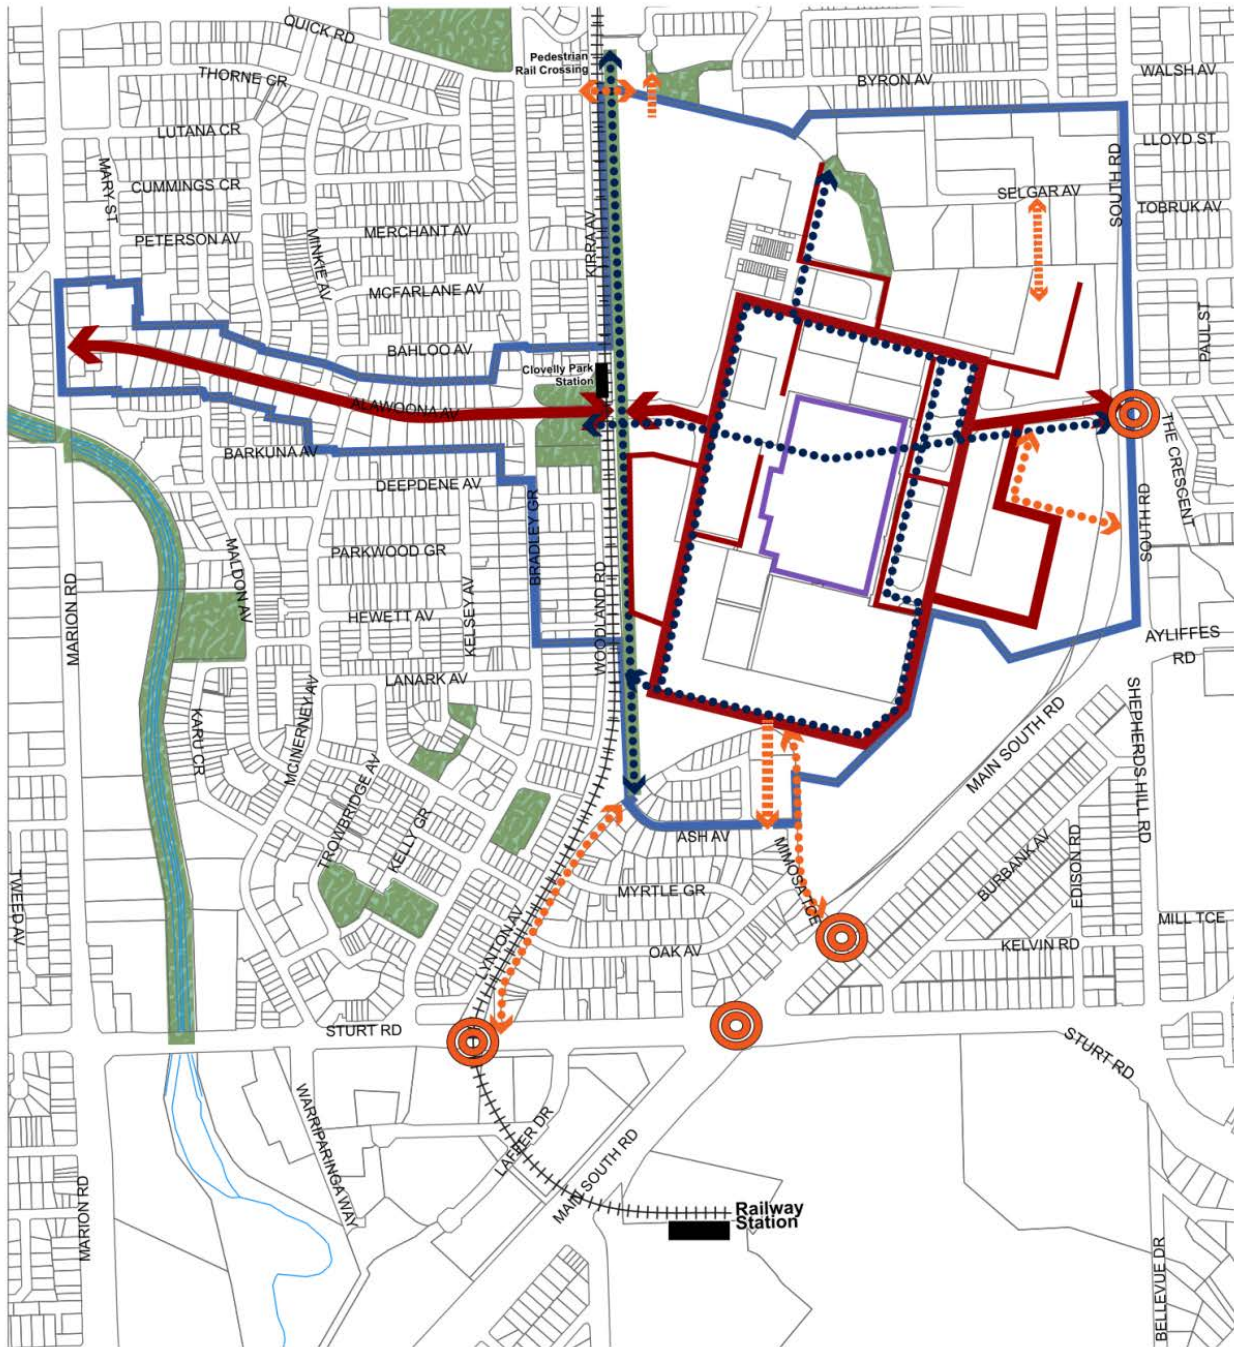 QUICK RD
Pedestrian
Rail Crossing
THORNE CR
BYRON AV
WALSH AV
LUTANA CR
LLOYD ST
MARY ST
CUMMINGS CR
SELGAR AV
SOUTH RD
TOBRUK AV
PETERSON AV
MINKIE AV
MERCHANT AV
KIRRA AV
MCFARLANE AV
PAUL ST
BAHLOO AV
Clovelly Park
Station
ALAWOONA AV
THE CRESCENT
BARKUNA AV
DEEPDENE AV
BRADLEY GR
SOUTH RD
MARION RD
MALDON AV
PARKWOOD GR
KELSEY AV
WOODLAND RD
HEWETT AV
AYLIFFES
RD
LANARK AV
KARU CR
MCINERNEY AV
MAIN SOUTH RD
SHEPHERDS HILL RD
TROWBRIDGE AV
KELLY GR
ASH AV
MIMOSA TCE
BURBANK AV
EDISON RD
TWEED AV
MYRTLE GR
LYNTON AV
MILL TCE
OAK AV
KELVIN RD
STURT RD
STURT RD
WARRIPARINGA WAY
LAFFER DR
MAIN SOUTH RD
MARION RD
Railway
Station
BELLEVUE DR